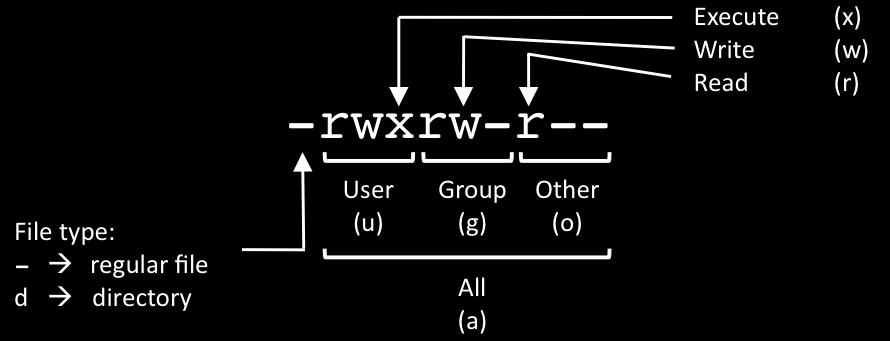 Execute (x)
Write (w)
Read (r)
-rwxrw-r--
User Group Other
(u) (g) (o)
File type:
– → regular file
d → directory
All
(a)